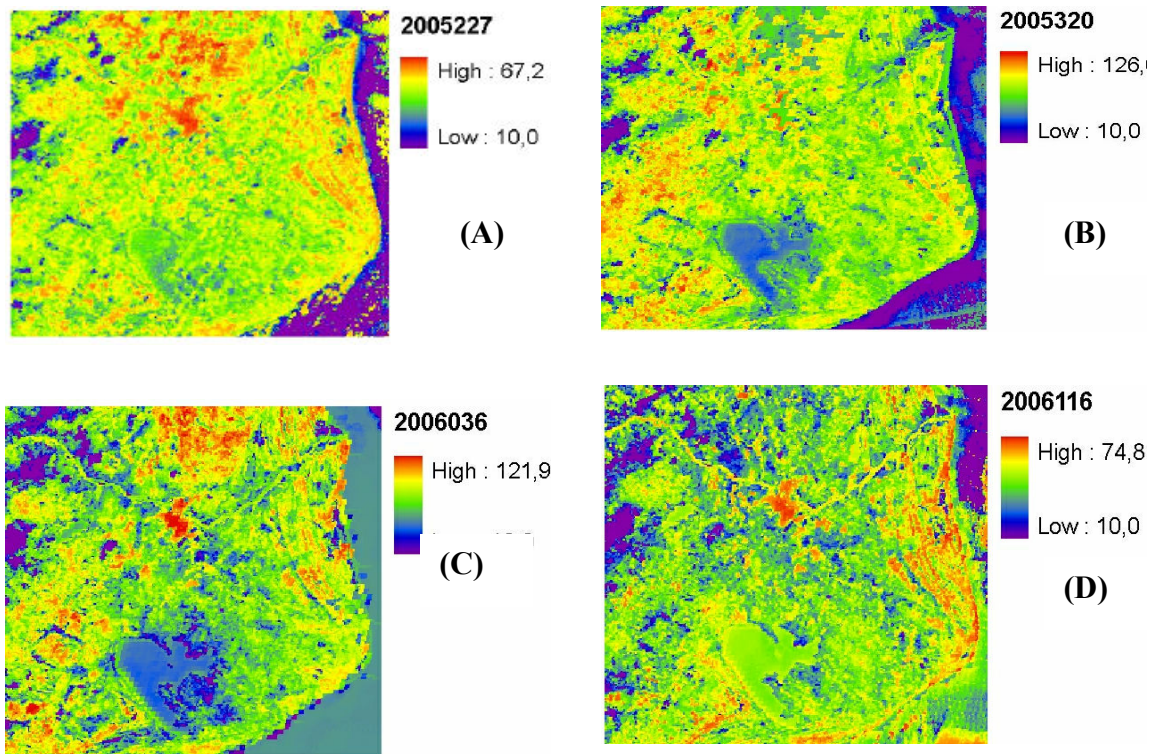 2005227
High : 67,2
Low : 10,0
(A)
2005320
High : 126,
Low : 10,0
(B)
2006036
High : 121,9
(C)
2006116
High : 74,8
Low : 10,0
(D)